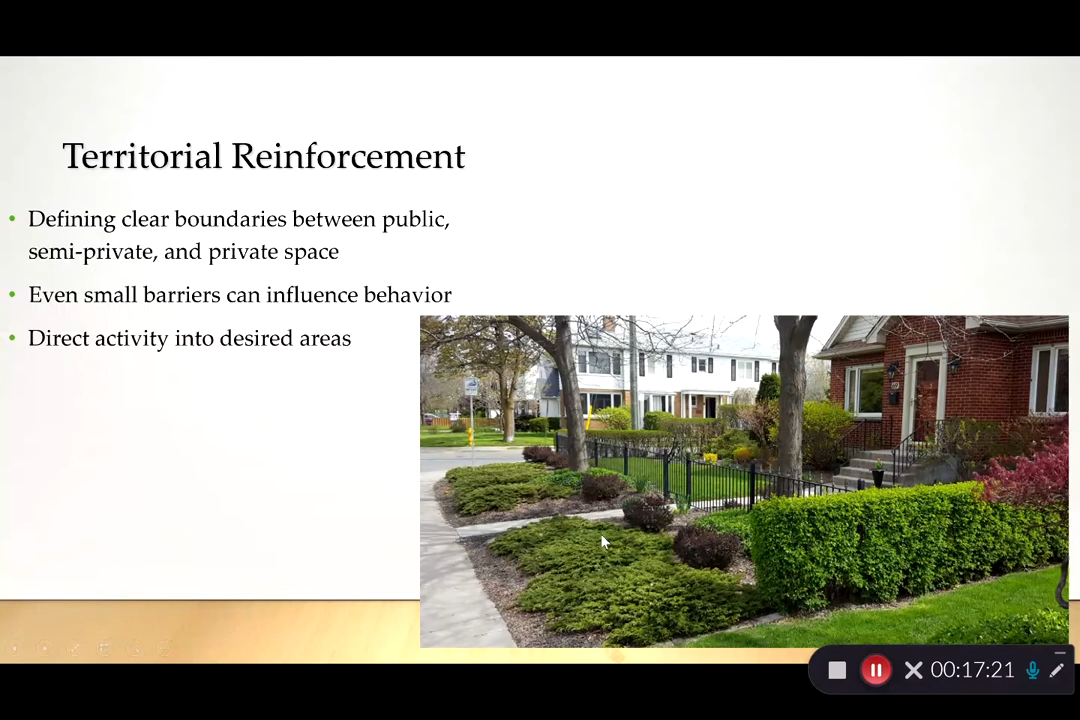 Territorial Reinforcement
• Defining clear boundaries between public,
semi-private, and private space
• Even small barriers can influence behavior
• Direct activity into desired areas
00:17:21